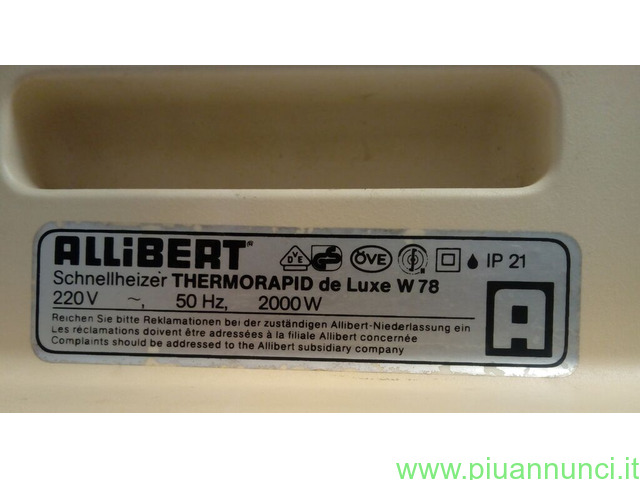 ALLiBERT
DVE GS ÖVE IP 21
Schnellheizer THERMORAPID de Luxe W 78
220 V ~, 50 Hz, 2000 W
A
Reichen Sie bitte Reklamationen bei der zuständigen Allibert-Niederlassung ein
Les réclamations doivent être adressées à la filiale Allibert concernée
Complaints should be addressed to the Allibert subsidiary company
www.piuannunci.it